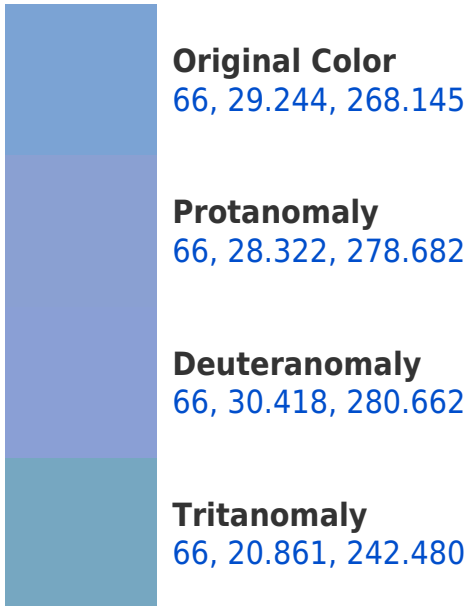 Original Color
66, 29.244, 268.145
Protanomaly
66, 28.322, 278.682
Deuteranomaly
66, 30.418, 280.662
Tritanomaly
66, 20.861, 242.480